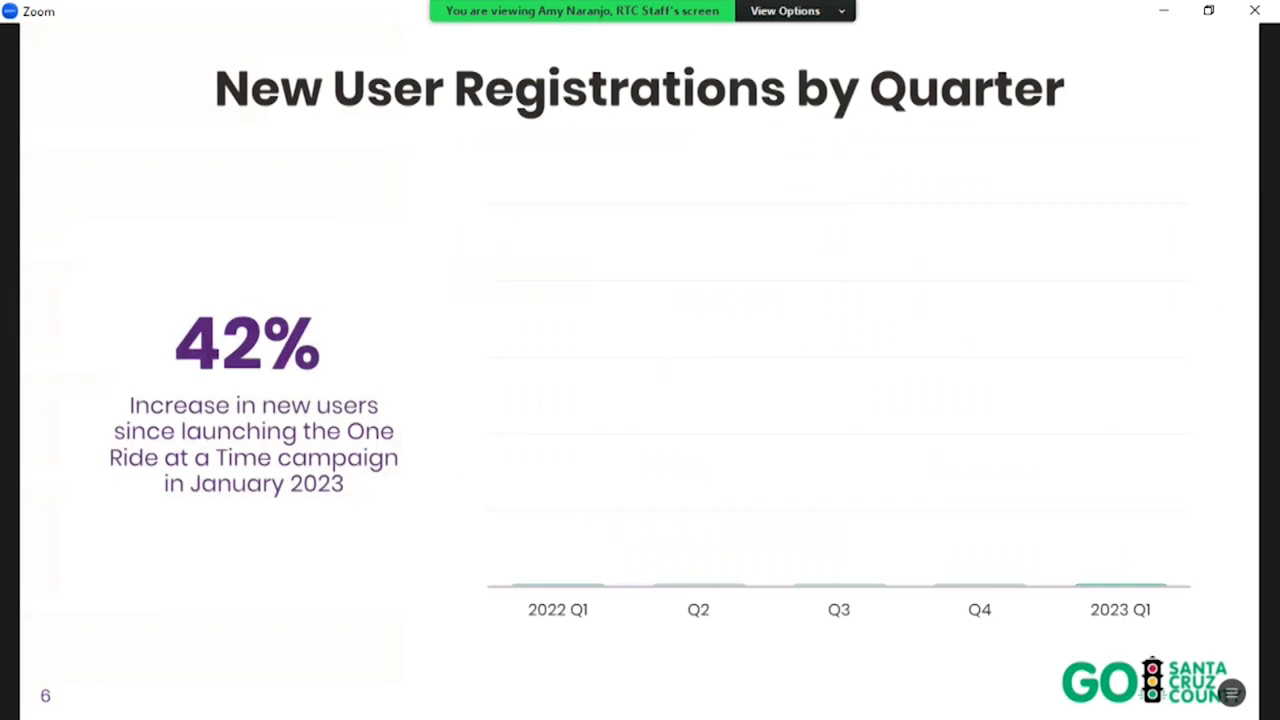 Zoom
You are viewing Amy Naranjo, RTC Staff's screen
View Options
New User Registrations by Quarter
42%
Increase in new users
since launching the One
Ride at a Time campaign
in January 2023
2022 Q1
Q2
Q3
Q4
2023 Q1
6
GO
SANTA
CRUZ
COUNTY